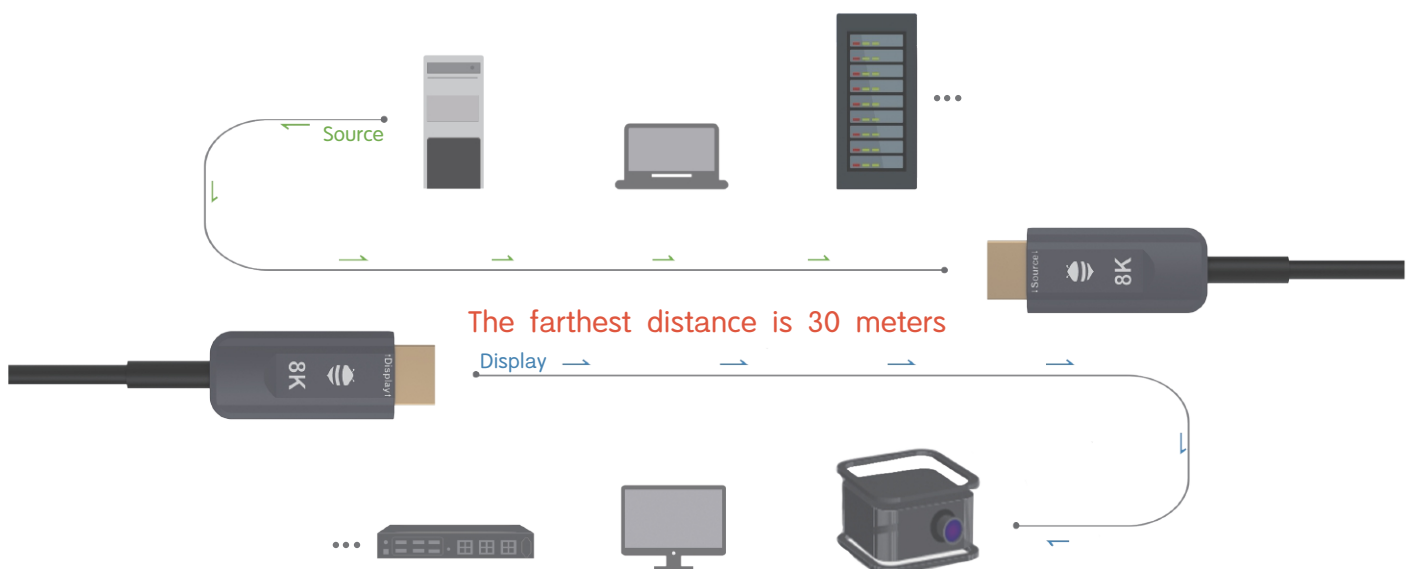 Source
↓Source↓
8K
The farthest distance is 30 meters
Display
↑Display↑
8K